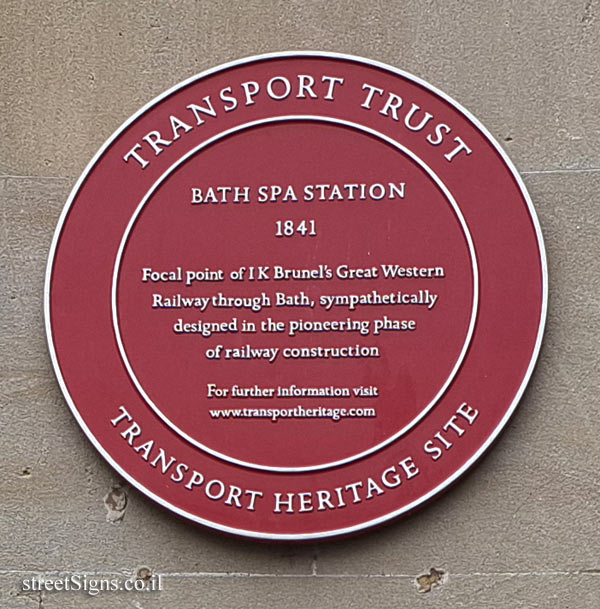 TRANSPORT TRUST
BATH SPA STATION
1841
Focal point of I K Brunel's Great Western
Railway through Bath, sympathetically
designed in the pioneering phase
of railway construction
For further information visit
www.transportheritage.com
TRANSPORT HERITAGE SITE
streetSigns.co.il